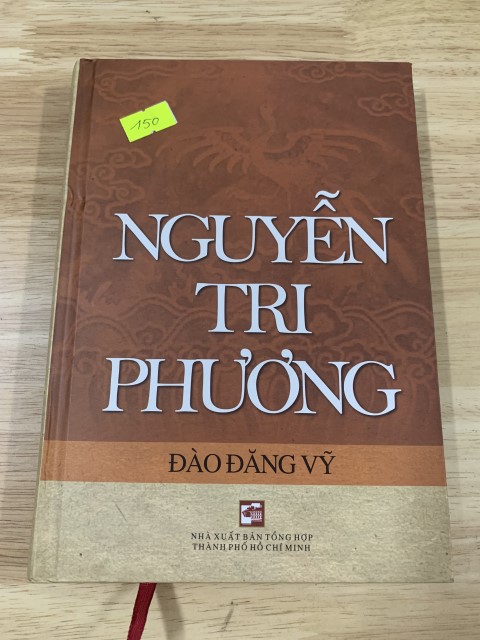 150
NGUYỄN
TRI
PHƯƠNG
ĐÀO ĐĂNG VỸ
NHÀ XUẤT BẢN TỔNG HỢP
THÀNH PHỐ HỒ CHÍ MINH